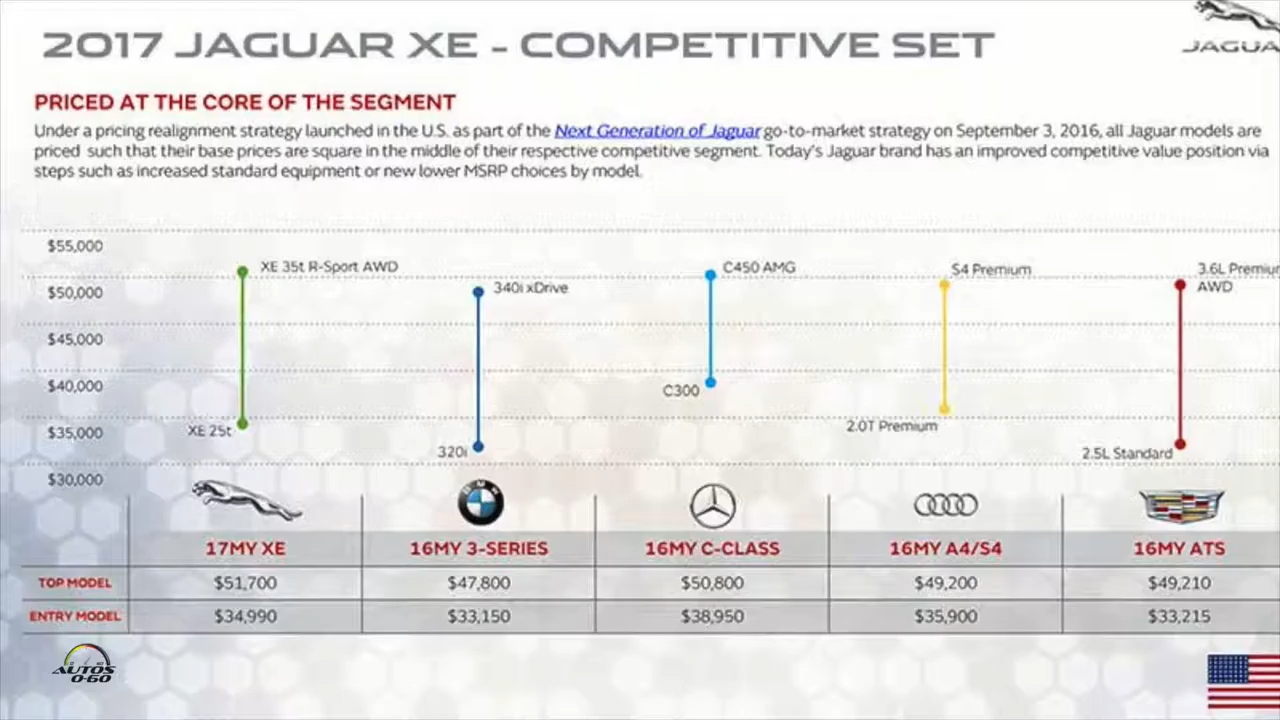 2017 JAGUAR XE - COMPETITIVE SET
JAGUA
PRICED AT THE CORE OF THE SEGMENT
Under a pricing realignment strategy launched in the U.S. as part of the Next Generation of Jaguar go-to-market strategy on September 3, 2016, all Jaguar models are
priced such that their base prices are square in the middle of their respective competitive segment. Today's Jaguar brand has an improved competitive value position via
steps such as increased standard equipment or new lower MSRP choices by model.
$55,000
$50,000
$45,000
$40,000
$35,000
$30,000
XE 35t R-Sport AWD
XE 25t
340i xDrive
320i
C450 AMG
C300
S4 Premium
2.0T Premium
3.6L Premium
AWD
2.5L Standard
BMW
17MY XE 16MY 3-SERIES 16MY C-CLASS 16MY A4/S4 16MY ATS
TOP MODEL $51,700 $47,800 $50,800 $49,200 $49,210
ENTRY MODEL $34,990 $33,150 $38,950 $35,900 $33,215
AUTOS
0-60